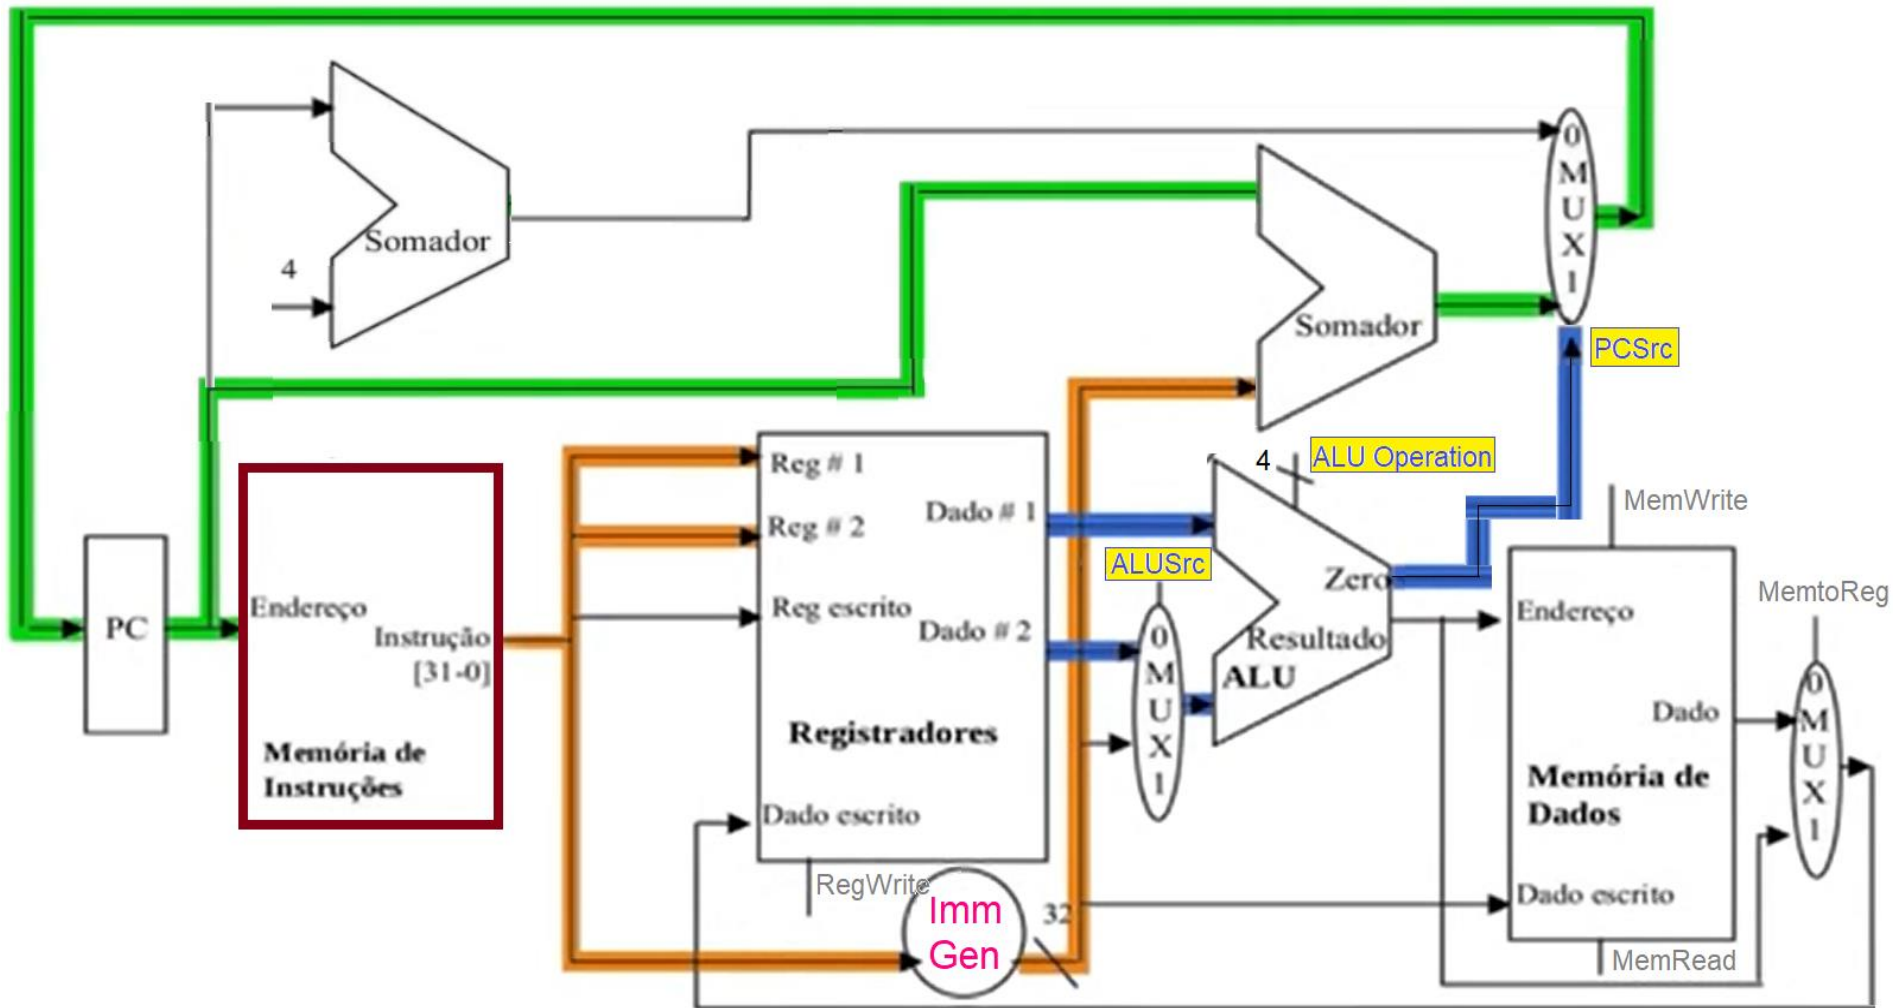 Somador
4
Somador
0
M
U
X
1
PCSrc
PC
Endereço
Instrução
[31-0]
Memória de
Instruções
Reg # 1
Reg # 2
Reg escrito
Dado escrito
Dado # 1
Dado # 2
Registradores
RegWrite
Imm
Gen
32
ALUSrc
0
M
U
X
1
4
ALU Operation
Zero
Resultado
ALU
MemWrite
Endereço
Dado
Memória de
Dados
Dado escrito
MemRead
MemtoReg
0
M
U
X
1